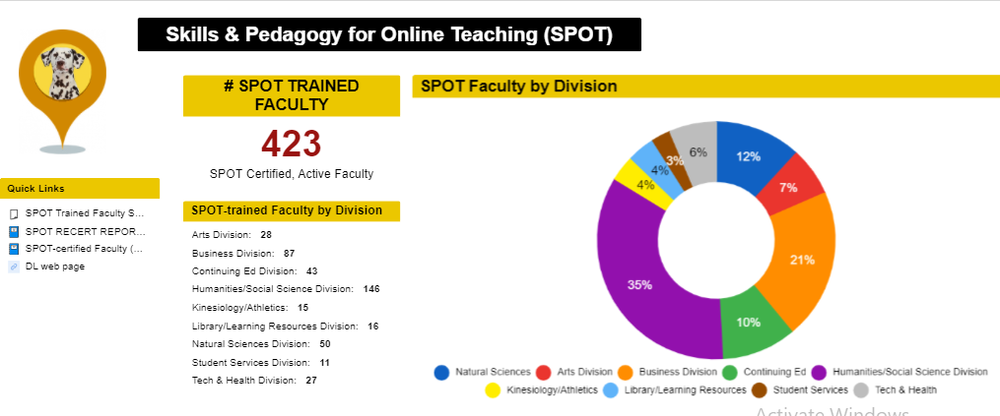 Skills & Pedagogy for Online Teaching (SPOT)
# SPOT TRAINED
FACULTY
423
SPOT Certified, Active Faculty
SPOT-trained Faculty by Division
Arts Division: 28
Business Division: 87
Continuing Ed Division: 43
Humanities/Social Science Division: 146
Kinesiology/Athletics: 15
Library/Learning Resources Division: 16
Natural Sciences Division: 50
Student Services Division: 11
Tech & Health Division: 27
Quick Links
SPOT Trained Faculty S...
SPOT RECERT REPOR...
SPOT-certified Faculty (...
DL web page
SPOT Faculty by Division
12%
7%
21%
10%
35%
4%
4%
3%
6%
Natural Sciences Arts Division Business Division Continuing Ed Humanities/Social Science Division
Kinesiology/Athletics Library/Learning Resources Student Services Tech & Health
Activate Windows